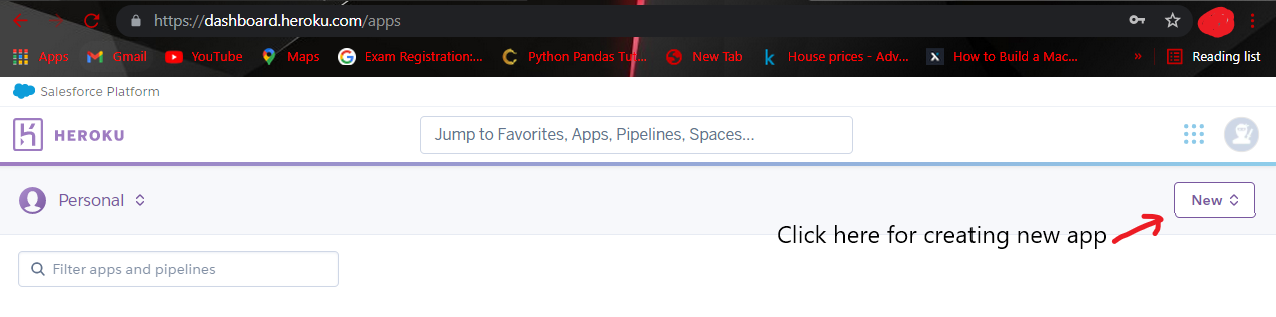 https://dashboard.heroku.com/apps
Apps Gmail YouTube Maps Exam Registration:... Python Pandas Tut... New Tab House prices - Adv... How to Build a Mac... » Reading list
Salesforce Platform
HEROKU Jump to Favorites, Apps, Pipelines, Spaces...
Personal New
Click here for creating new app
Filter apps and pipelines